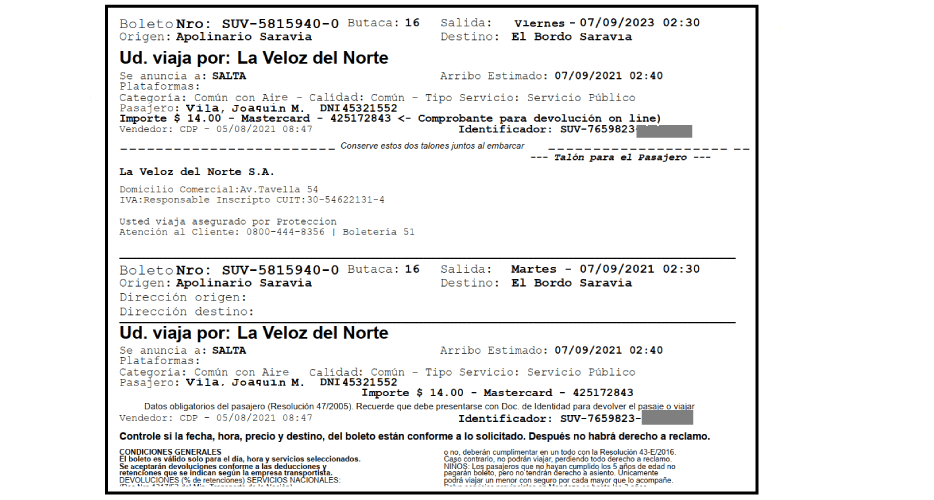 Boleto Nro: SUV-5815940-0 Butaca: 16 Salida: Viernes - 07/09/2023 02:30
Origen: Apolinario Saravia Destino: El Bordo Saravia
Ud. viaja por: La Veloz del Norte
Se anuncia a: SALTA Arribo Estimado: 07/09/2021 02:40
Plataformas:
Categoría: Común con Aire - Calidad: Común - Tipo Servicio: Servicio Público
Pasajero: Vila, Joaquin M. DNI 45321552
Importe $ 14.00 - Mastercard - 425172843 <- Comprobante para devolución on line)
Vendedor: CDP - 05/08/2021 08:47 Identificador: SUV-7659823-
Conserve estos dos talones juntos al embarcar
--- Talón para el Pasajero ---
La Veloz del Norte S.A.
Domicilio Comercial:Av.Tavella 54
IVA:Responsable Inscripto CUIT:30-54622131-4
Usted viaja asegurado por Proteccion
Atención al Cliente: 0800-444-8356 | Boletería 51
Boleto Nro: SUV-5815940-0 Butaca: 16 Salida: Martes - 07/09/2021 02:30
Origen: Apolinario Saravia Destino: El Bordo Saravia
Dirección origen:
Dirección destino:
Ud. viaja por: La Veloz del Norte
Se anuncia a: SALTA Arribo Estimado: 07/09/2021 02:40
Plataformas:
Categoría: Común con Aire Calidad: Común - Tipo Servicio: Servicio Público
Pasajero: Vila, Joaquin M. DNI 45321552
Importe $ 14.00 - Mastercard - 425172843
Datos obligatorios del pasajero (Resolución 47/2005). Recuerde que debe presentarse con Doc. de Identidad para devolver el pasaje o viajar
Vendedor: CDP - 05/08/2021 08:47 Identificador: SUV-7659823-
Controle si la fecha, hora, precio y destino, del boleto están conforme a lo solicitado. Después no habrá derecho a reclamo.
CONDICIONES GENERALES
El boleto es válido solo para el día, hora y servicios seleccionados.
Se aceptarán devoluciones conforme a las deducciones y
retenciones que se indican según la empresa transportista.
DEVOLUCIONES (% de retenciones) SERVICIOS NACIONALES:
o no, deberán cumplimentar en un todo con la Resolución 43-E/2016.
Caso contrario, no podrán viajar, perdiendo todo derecho a reclamo.
NIÑOS: Los pasajeros que no hayan cumplido los 5 años de edad no
pagarán boleto, pero no tendrán derecho a asiento. Únicamente
podrá viajar un menor con seguro por cada mayor que lo acompañe.